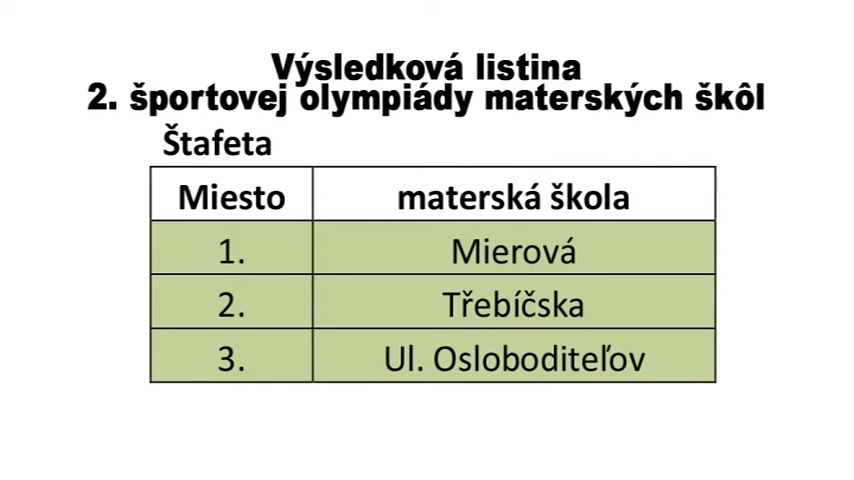 Výsledková listina
2. športovej olympiády materských škôl
Štafeta
Miesto materská škola
1. Mierová
2. Třebíčska
3. Ul. Osloboditeľov